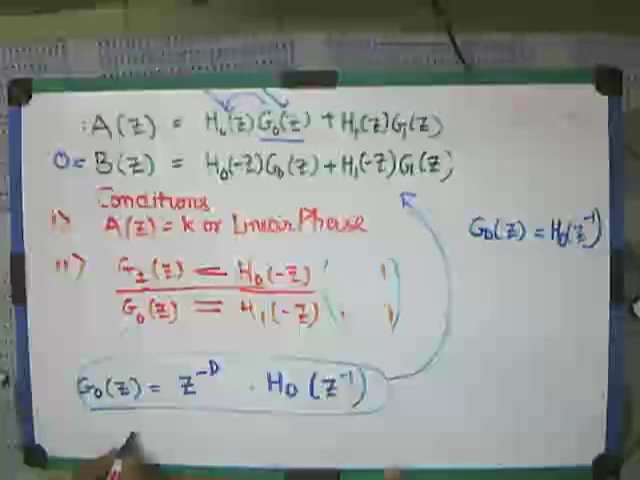 A(z) = H₀(z)G₀(z) + H₁(z)G₁(z)
0 = B(z) = H₀(-z)G₀(z) + H₁(-z)G₁(z)
Conditions
i) A(z) = k or Linear Phase
G₀(z) = H₀(z⁻¹)
ii) G₂(z) = H₀(-z) ( )
G₀(z) = H₁(-z) ( )
G₀(z) = z⁻ᴰ . H₀(z⁻¹)